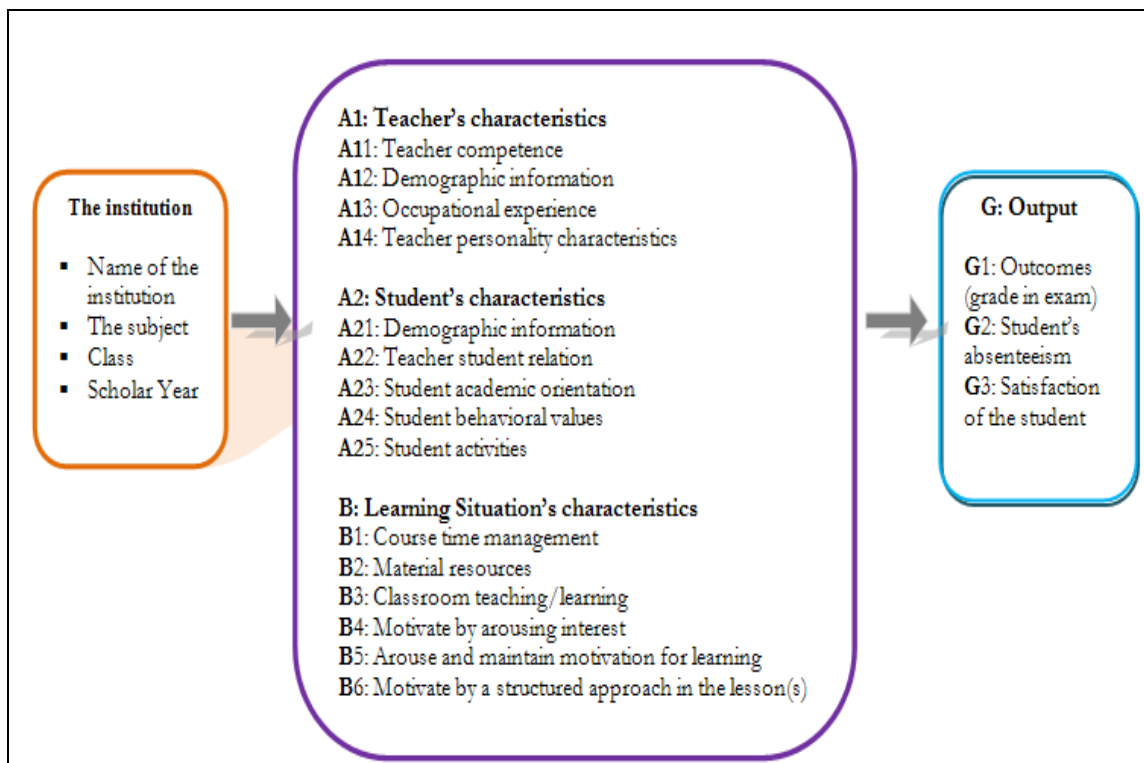 The institution
▪ Name of the
institution
▪ The subject
▪ Class
▪ Scholar Year
A1: Teacher's characteristics
A11: Teacher competence
A12: Demographic information
A13: Occupational experience
A14: Teacher personality characteristics
A2: Student's characteristics
A21: Demographic information
A22: Teacher student relation
A23: Student academic orientation
A24: Student behavioral values
A25: Student activities
B: Learning Situation's characteristics
B1: Course time management
B2: Material resources
B3: Classroom teaching/learning
B4: Motivate by arousing interest
B5: Arouse and maintain motivation for learning
B6: Motivate by a structured approach in the lesson(s)
G: Output
G1: Outcomes
(grade in exam)
G2: Student's
absenteeism
G3: Satisfaction
of the student